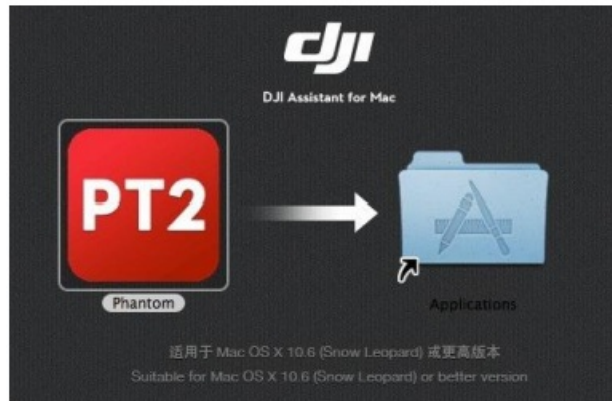 dji
DJI Assistant for Mac
PT2
Phantom
Applications
适用于 Mac OS X 10.6 (Snow Leopard) 或更高版本
Suitable for Mac OS X 10.6 (Snow Leopard) or better version